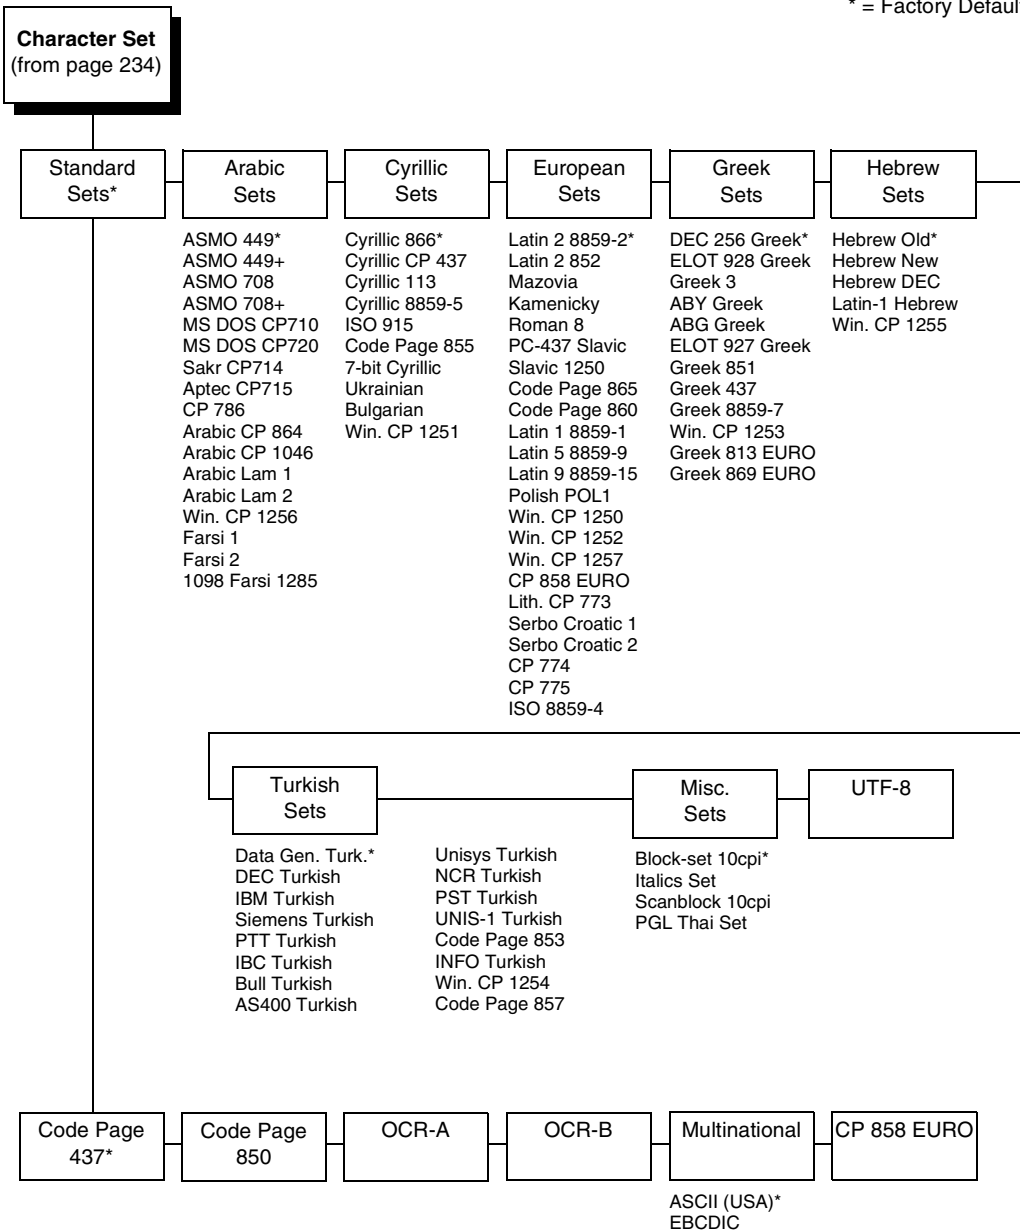 * = Factory Default
Character Set
(from page 234)
Standard
Sets*
Arabic
Sets
Cyrillic
Sets
European
Sets
Greek
Sets
Hebrew
Sets
ASMO 449*
ASMO 449+
ASMO 708
ASMO 708+
MS DOS CP710
MS DOS CP720
Sakr CP714
Aptec CP715
CP 786
Arabic CP 864
Arabic CP 1046
Arabic Lam 1
Arabic Lam 2
Win. CP 1256
Farsi 1
Farsi 2
1098 Farsi 1285
Cyrillic 866*
Cyrillic CP 437
Cyrillic 113
Cyrillic 8859-5
ISO 915
Code Page 855
7-bit Cyrillic
Ukrainian
Bulgarian
Win. CP 1251
Latin 2 8859-2*
Latin 2 852
Mazovia
Kamenicky
Roman 8
PC-437 Slavic
Slavic 1250
Code Page 865
Code Page 860
Latin 1 8859-1
Latin 5 8859-9
Latin 9 8859-15
Polish POL1
Win. CP 1250
Win. CP 1252
Win. CP 1257
CP 858 EURO
Lith. CP 773
Serbo Croatic 1
Serbo Croatic 2
CP 774
CP 775
ISO 8859-4
DEC 256 Greek*
ELOT 928 Greek
Greek 3
ABY Greek
ABG Greek
ELOT 927 Greek
Greek 851
Greek 437
Greek 8859-7
Win. CP 1253
Greek 813 EURO
Greek 869 EURO
Hebrew Old*
Hebrew New
Hebrew DEC
Latin-1 Hebrew
Win. CP 1255
Turkish
Sets
Misc.
Sets
UTF-8
Data Gen. Turk.*
DEC Turkish
IBM Turkish
Siemens Turkish
PTT Turkish
IBC Turkish
Bull Turkish
AS400 Turkish
Unisys Turkish
NCR Turkish
PST Turkish
UNIS-1 Turkish
Code Page 853
INFO Turkish
Win. CP 1254
Code Page 857
Block-set 10cpi*
Italics Set
Scanblock 10cpi
PGL Thai Set
Code Page
437*
Code Page
850
OCR-A
OCR-B
Multinational
CP 858 EURO
ASCII (USA)*
EBCDIC